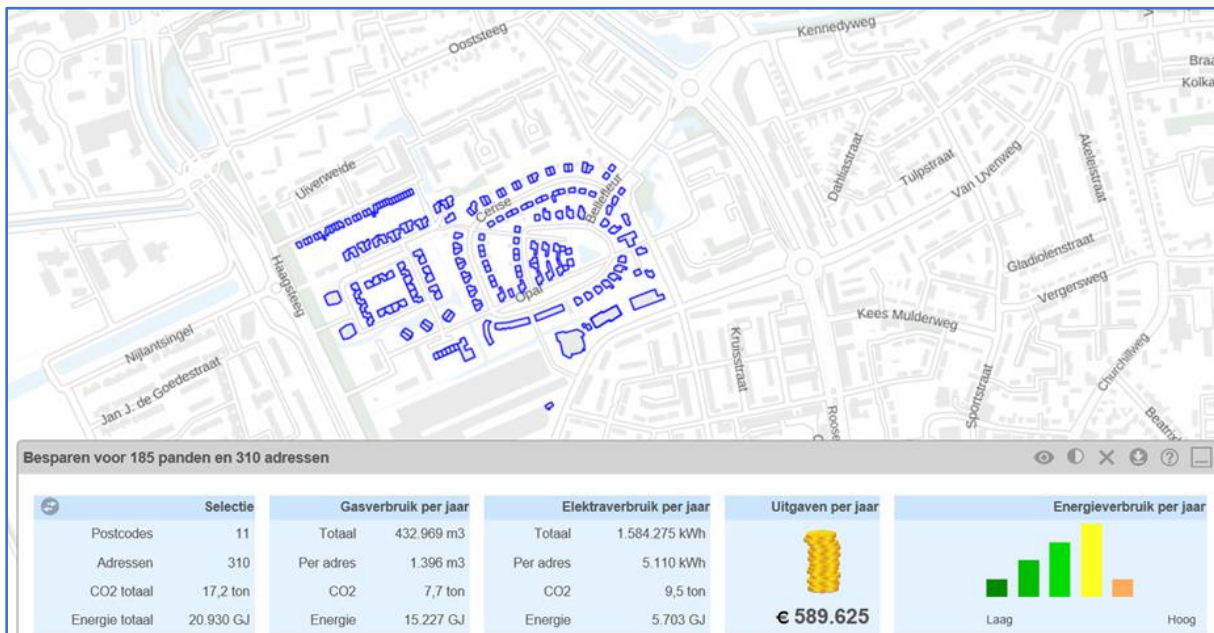 Kennedyweg
Ooststeeg
Braa
Kolka
Dahliastraat
Tulpstraat
Van Uvenweg
Akeleistraat
Uiverweide
Cerise
Bellefleur
Haagsteeg
Opal
Gladiolenstraat
Vergersweg
Nijlantsingel
Jan J. de Goedestraat
Kruisstraat
Kees Mulderweg
Sportstraat
Churchillweg
Roose
Beatrix
Besparen voor 185 panden en 310 adressen
Selectie
Postcodes 11
Adressen 310
CO2 totaal 17,2 ton
Energie totaal 20.930 GJ
Gasverbruik per jaar
Totaal 432.969 m3
Per adres 1.396 m3
CO2 7,7 ton
Energie 15.227 GJ
Elektraverbruik per jaar
Totaal 1.584.275 kWh
Per adres 5.110 kWh
CO2 9,5 ton
Energie 5.703 GJ
Uitgaven per jaar
€ 589.625
Energieverbruik per jaar
Laag Hoog